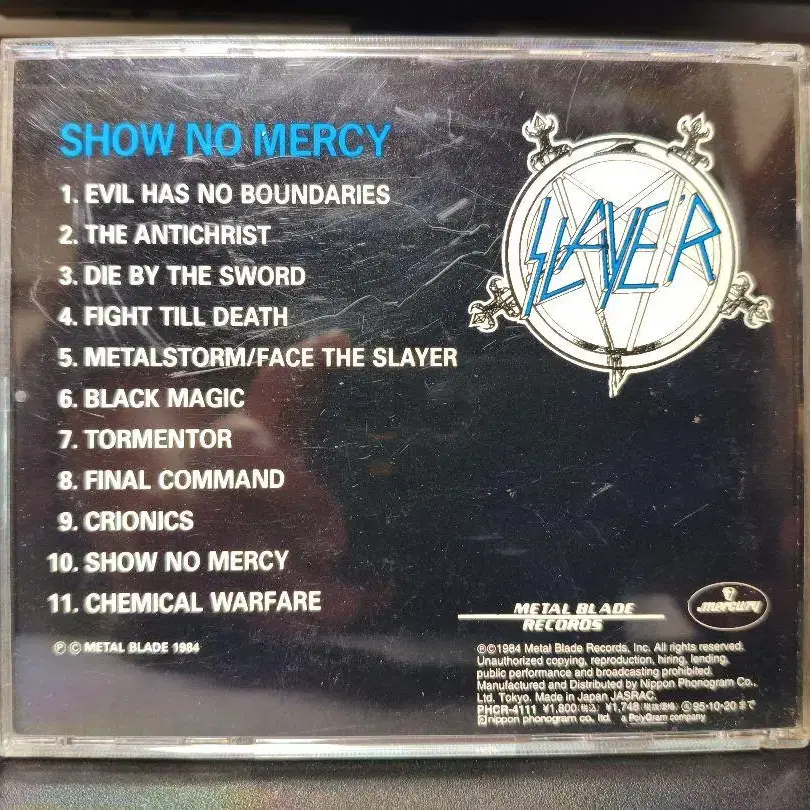 SHOW NO MERCY
1. EVIL HAS NO BOUNDARIES
2. THE ANTICHRIST
3. DIE BY THE SWORD
4. FIGHT TILL DEATH
5. METALSTORM/FACE THE SLAYER
6. BLACK MAGIC
7. TORMENTOR
8. FINAL COMMAND
9. CRIONICS
10. SHOW NO MERCY
11. CHEMICAL WARFARE
℗ © METAL BLADE 1984
SLAYER
METAL BLADE
RECORDS
mercury
℗©1984 Metal Blade Records, Inc. All rights reserved.
Unauthorized copying, reproduction, hiring, lending,
public performance and broadcasting prohibited.
Manufactured and Distributed by Nippon Phonogram Co.,
Ltd. Tokyo. Made in Japan JASRAC.
PHCR-4111 ¥1,800 ¥1,748 95·10·20まで
nippon phonogram co., ltd. a PolyGram company